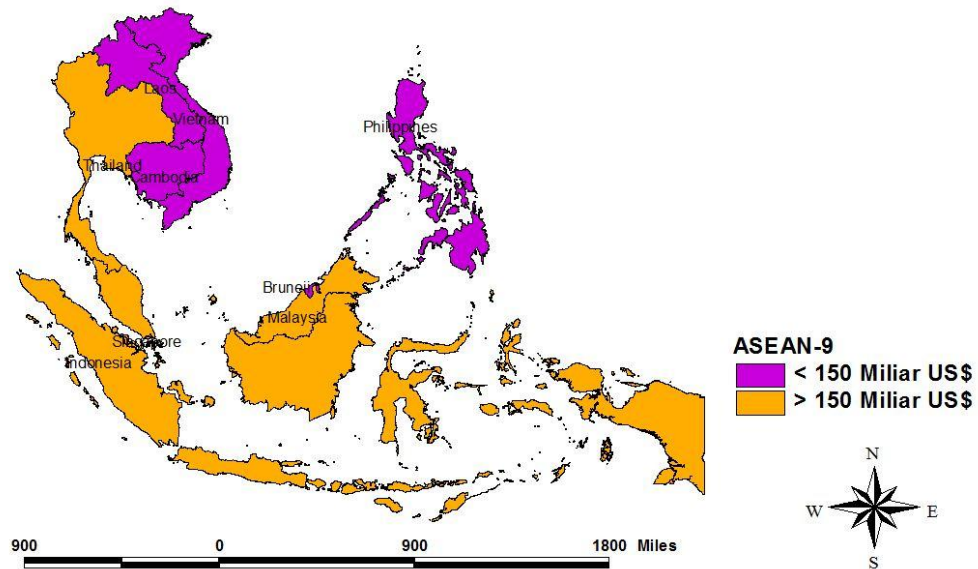 Laos
Vietnam
Philippines
Thailand
Cambodia
Brunei
Malaysia
Singapore
Indonesia
ASEAN-9
< 150 Miliar US$
> 150 Miliar US$
N
W E
S
900 0 900 1800 Miles